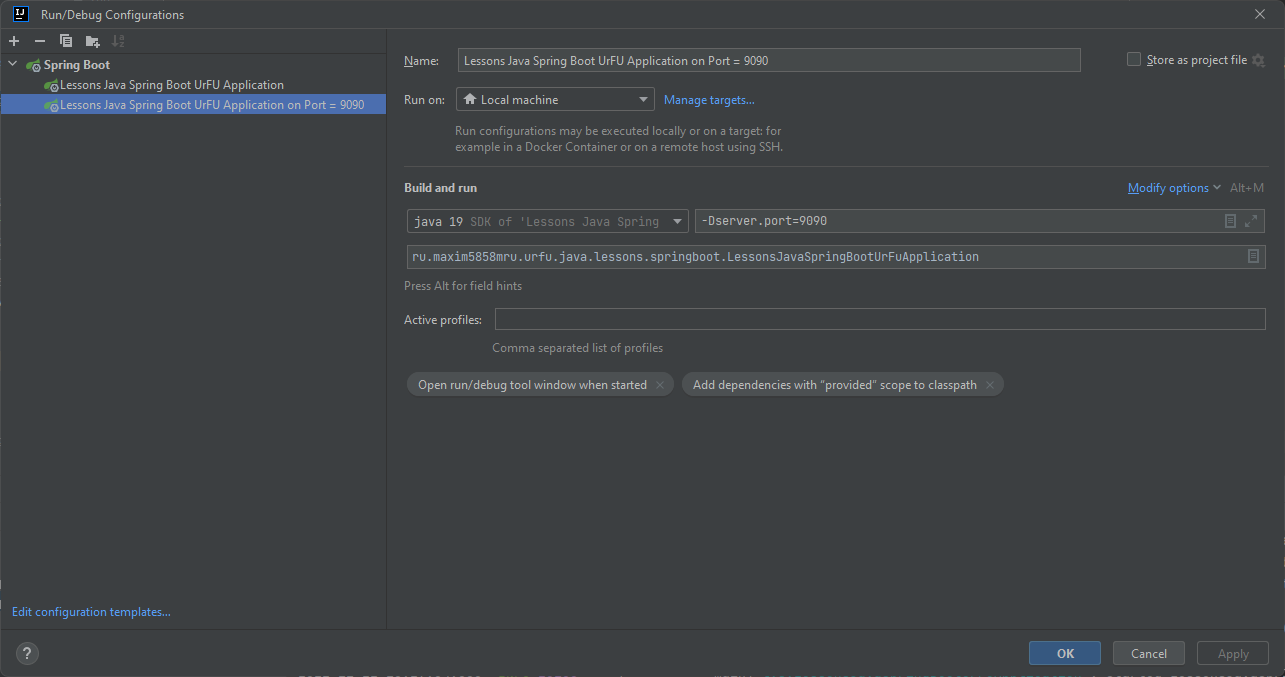 Run/Debug Configurations
Spring Boot
Lessons Java Spring Boot UrFU Application
Lessons Java Spring Boot UrFU Application on Port = 9090
Edit configuration templates...
Name: Lessons Java Spring Boot UrFU Application on Port = 9090 Store as project file
Run on: Local machine Manage targets...
Run configurations may be executed locally or on a target: for
example in a Docker Container or on a remote host using SSH.
Build and run Modify options Alt+M
java 19 SDK of 'Lessons Java Spring -Dserver.port=9090
ru.maxim5858mru.urfu.java.lessons.springboot.LessonsJavaSpringBootUrFuApplication
Press Alt for field hints
Active profiles:
Comma separated list of profiles
Open run/debug tool window when started Add dependencies with “provided” scope to classpath
? OK Cancel Apply